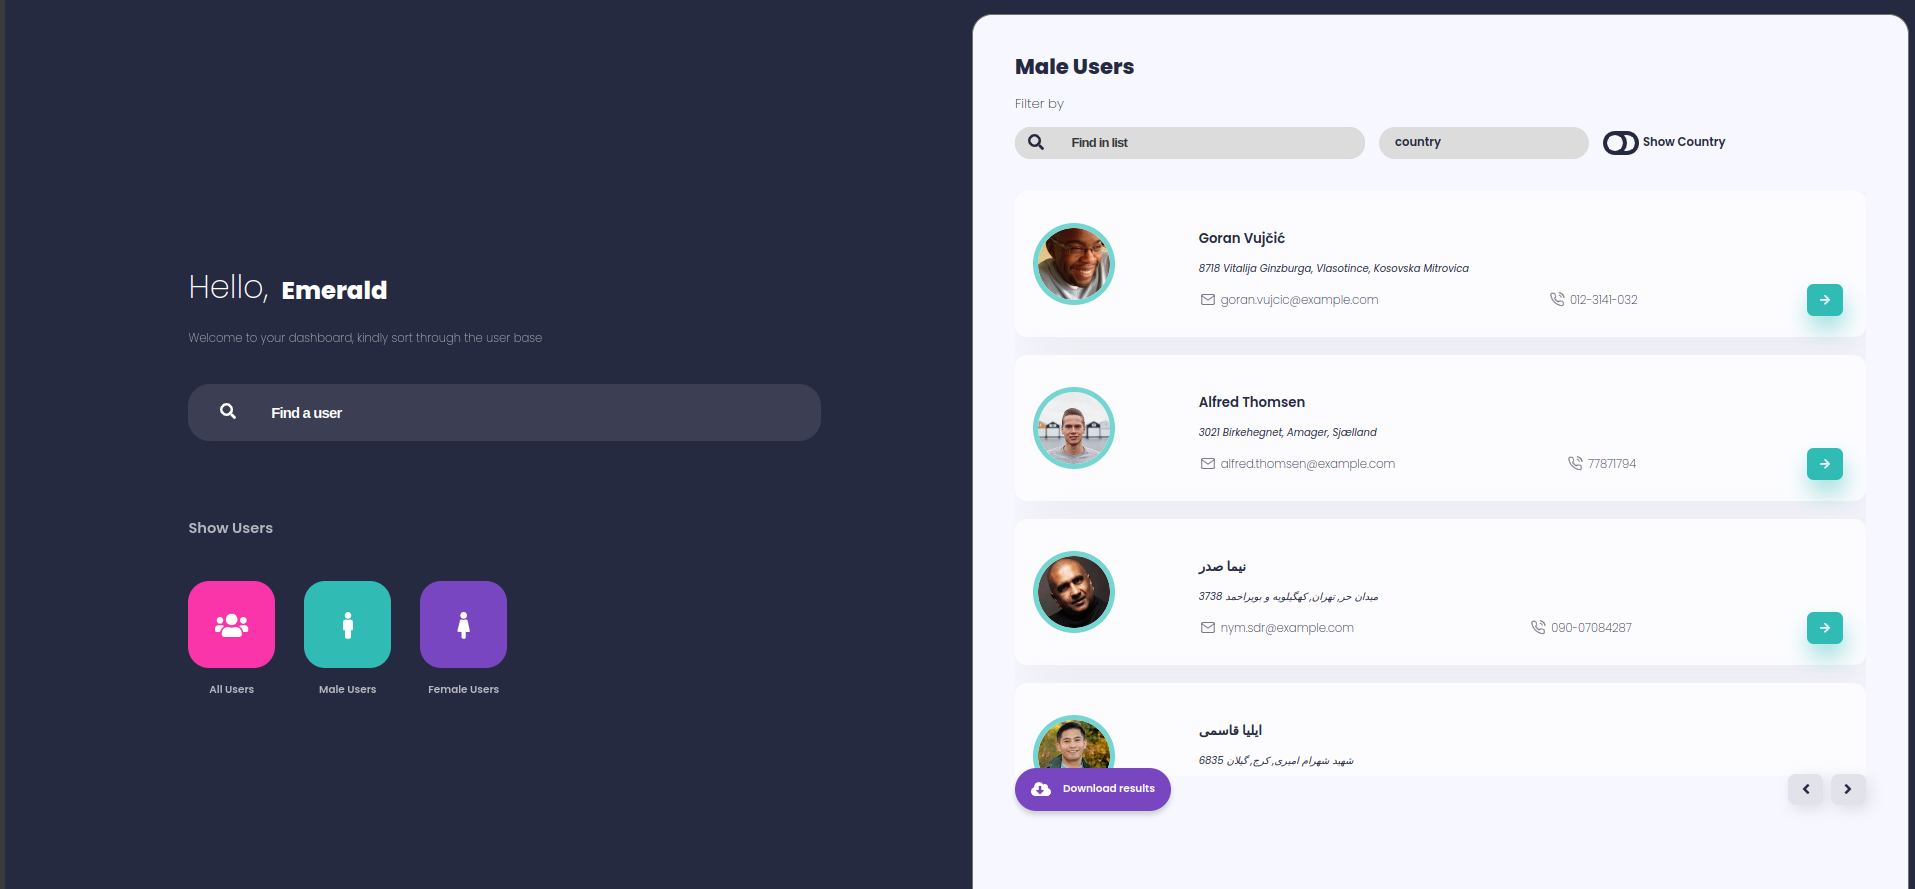 Hello, Emerald
Welcome to your dashboard, kindly sort through the user base
Find a user
Show Users
All Users
Male Users
Female Users
Male Users
Filter by
Find in list
country
Show Country
Goran Vujčić
8718 Vitalija Ginzburga, Vlasotince, Kosovska Mitrovica
goran.vujcic@example.com
012-3141-032
Alfred Thomsen
3021 Birkehegnet, Amager, Sjælland
alfred.thomsen@example.com
77871794
نیما صدر
3738 میدان حر, تهران, کهگیلویه و بویراحمد
nym.sdr@example.com
090-07084287
ایلیا قاسمی
6835 شهید شهرام امیری, کرج, گیلان
Download results